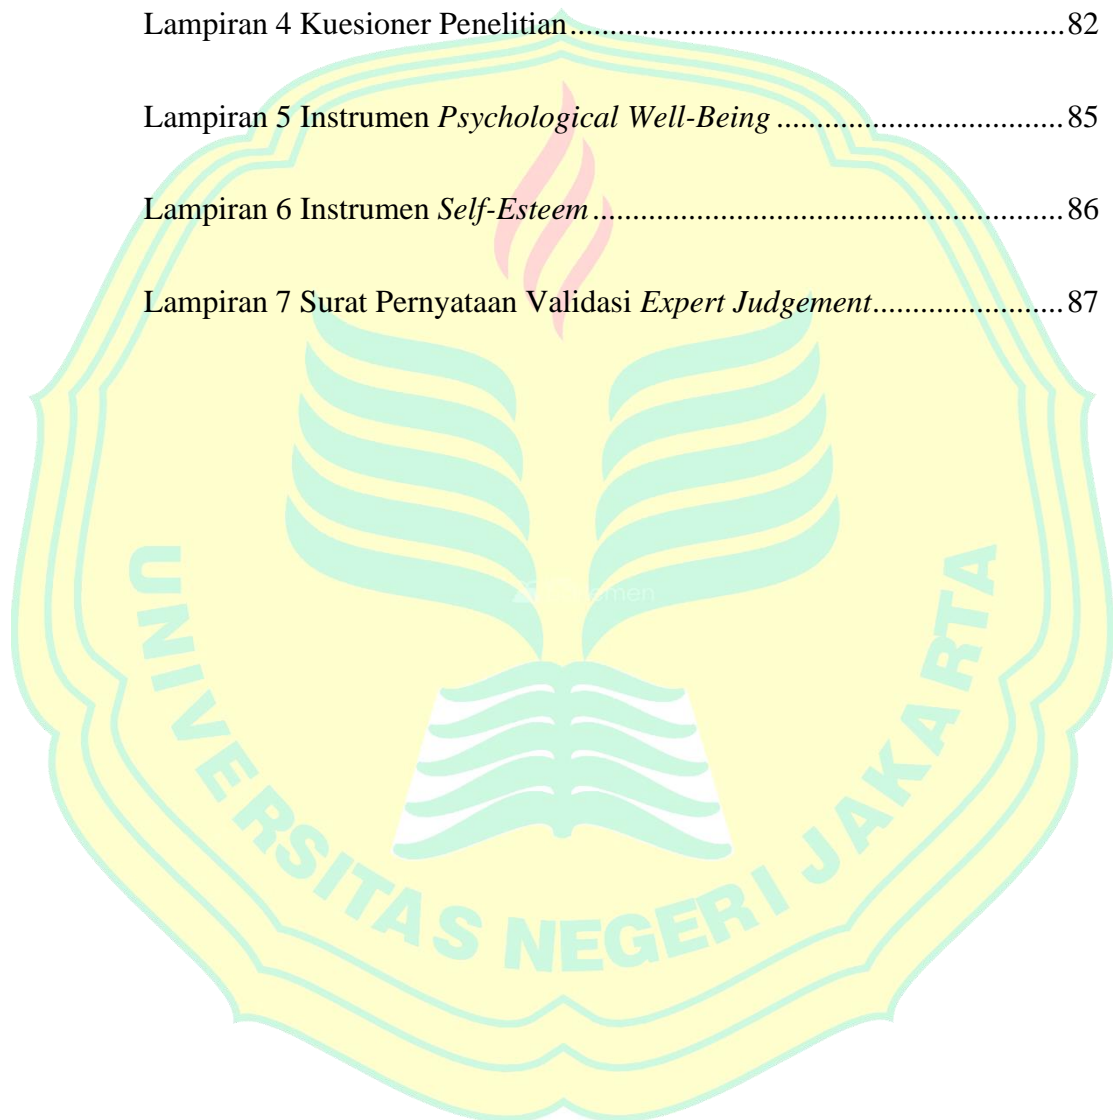 Lampiran 4 Kuesioner Penelitian............................................................. 82
Lampiran 5 Instrumen Psychological Well-Being .................................... 85
Lampiran 6 Instrumen Self-Esteem ........................................................... 86
Lampiran 7 Surat Pernyataan Validasi Expert Judgement........................ 87
UNIVERSITAS NEGERI JAKARTA